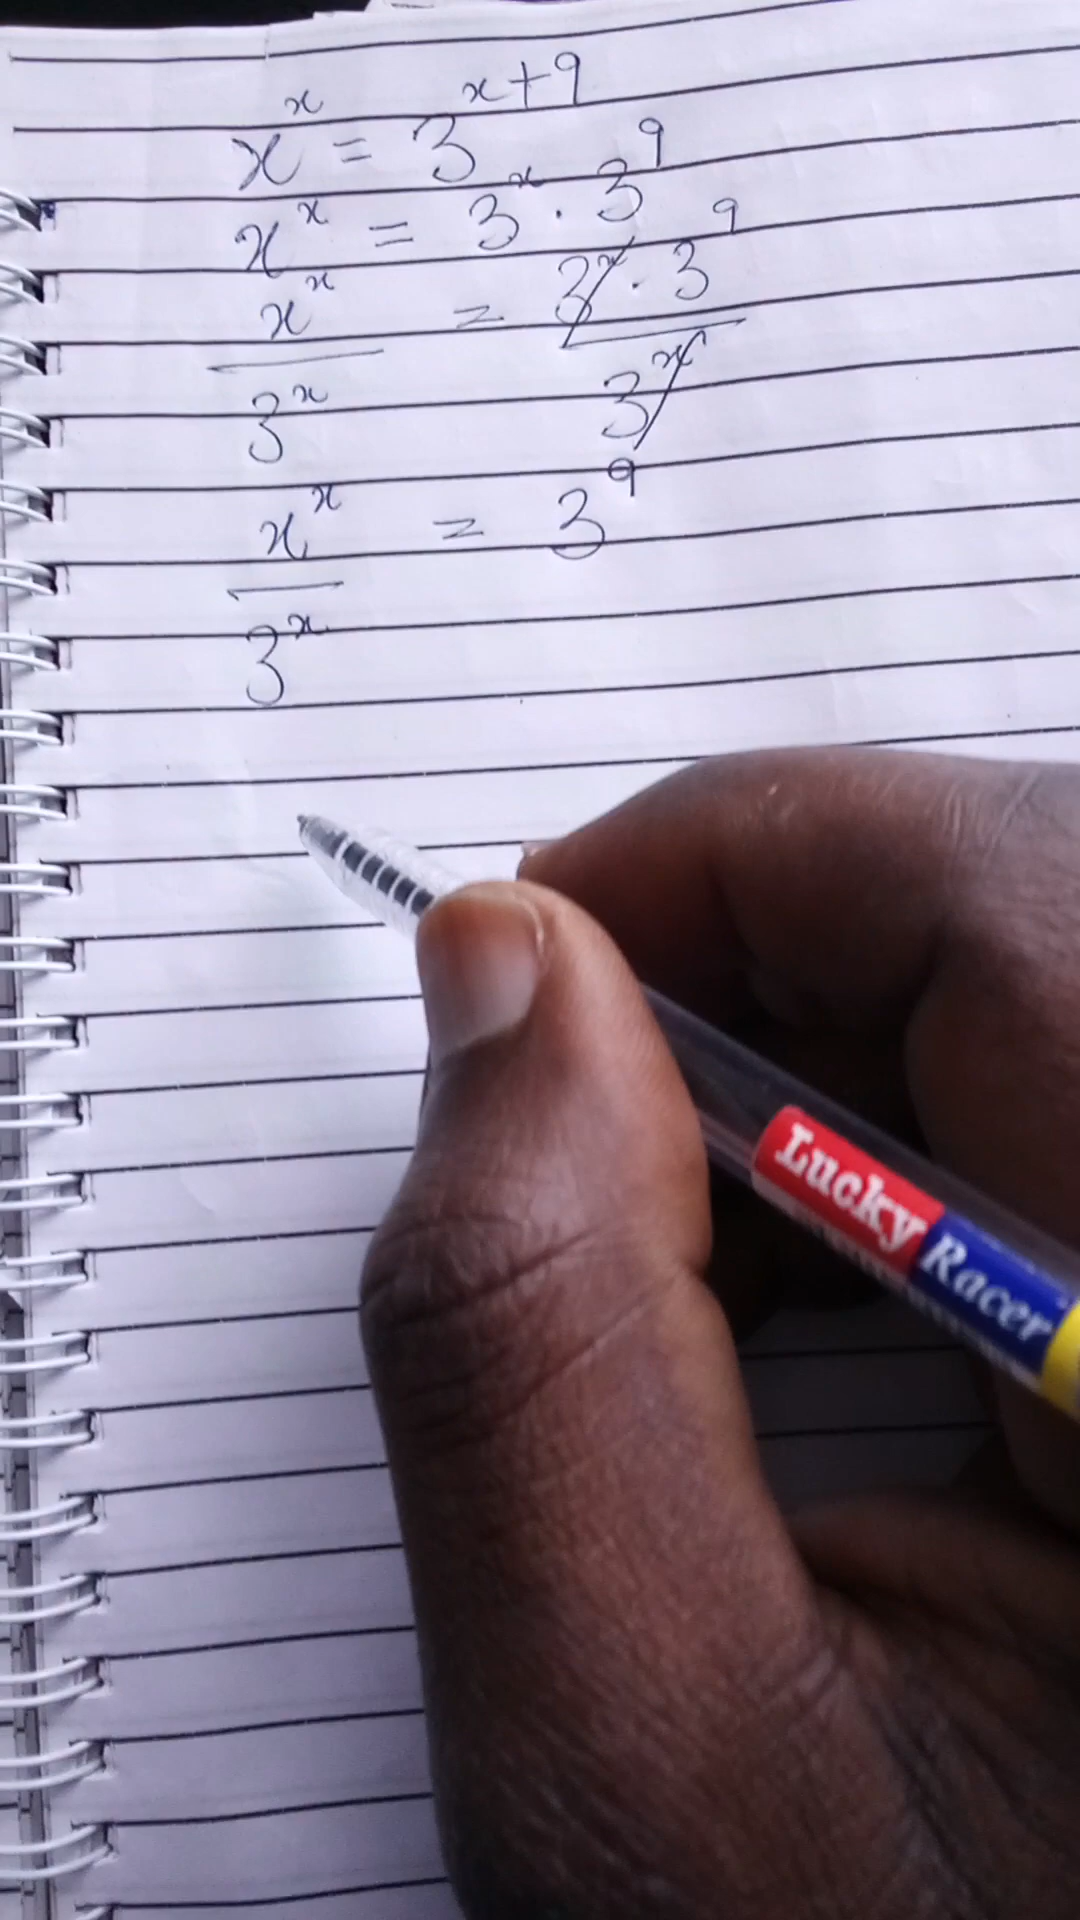 x^x = 3^{x+9}
x^x = 3^x · 3^9
x^x / 3^x = 3^x · 3^9 / 3^x
x^x / 3^x = 3^9
Lucky Racer